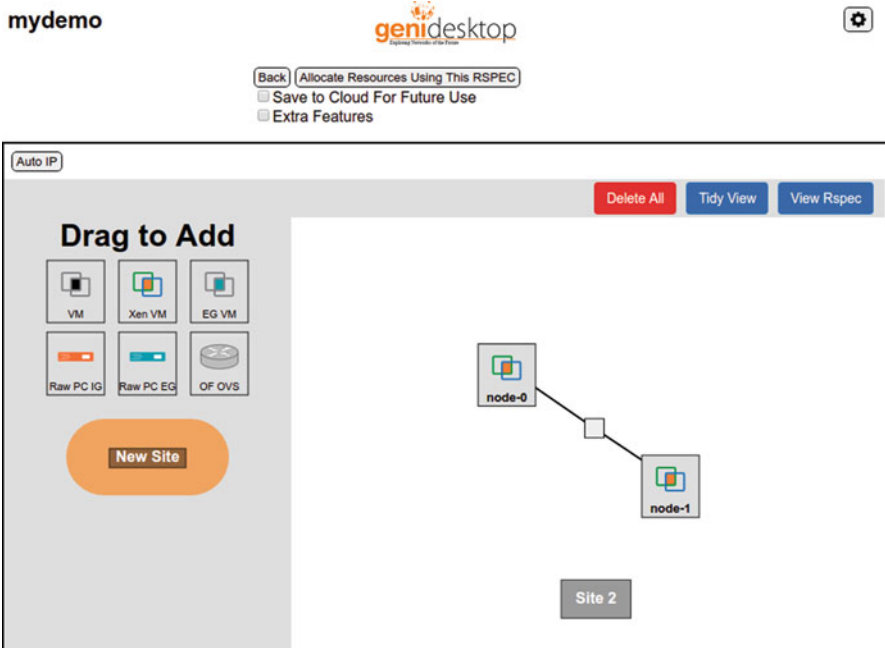 mydemo
genidesktop
Exploring Networks of the Future
Back Allocate Resources Using This RSPEC
Save to Cloud For Future Use
Extra Features
Auto IP
Delete All Tidy View View Rspec
Drag to Add
VM Xen VM EG VM
Raw PC IG Raw PC EG OF OVS
New Site
node-0
node-1
Site 2